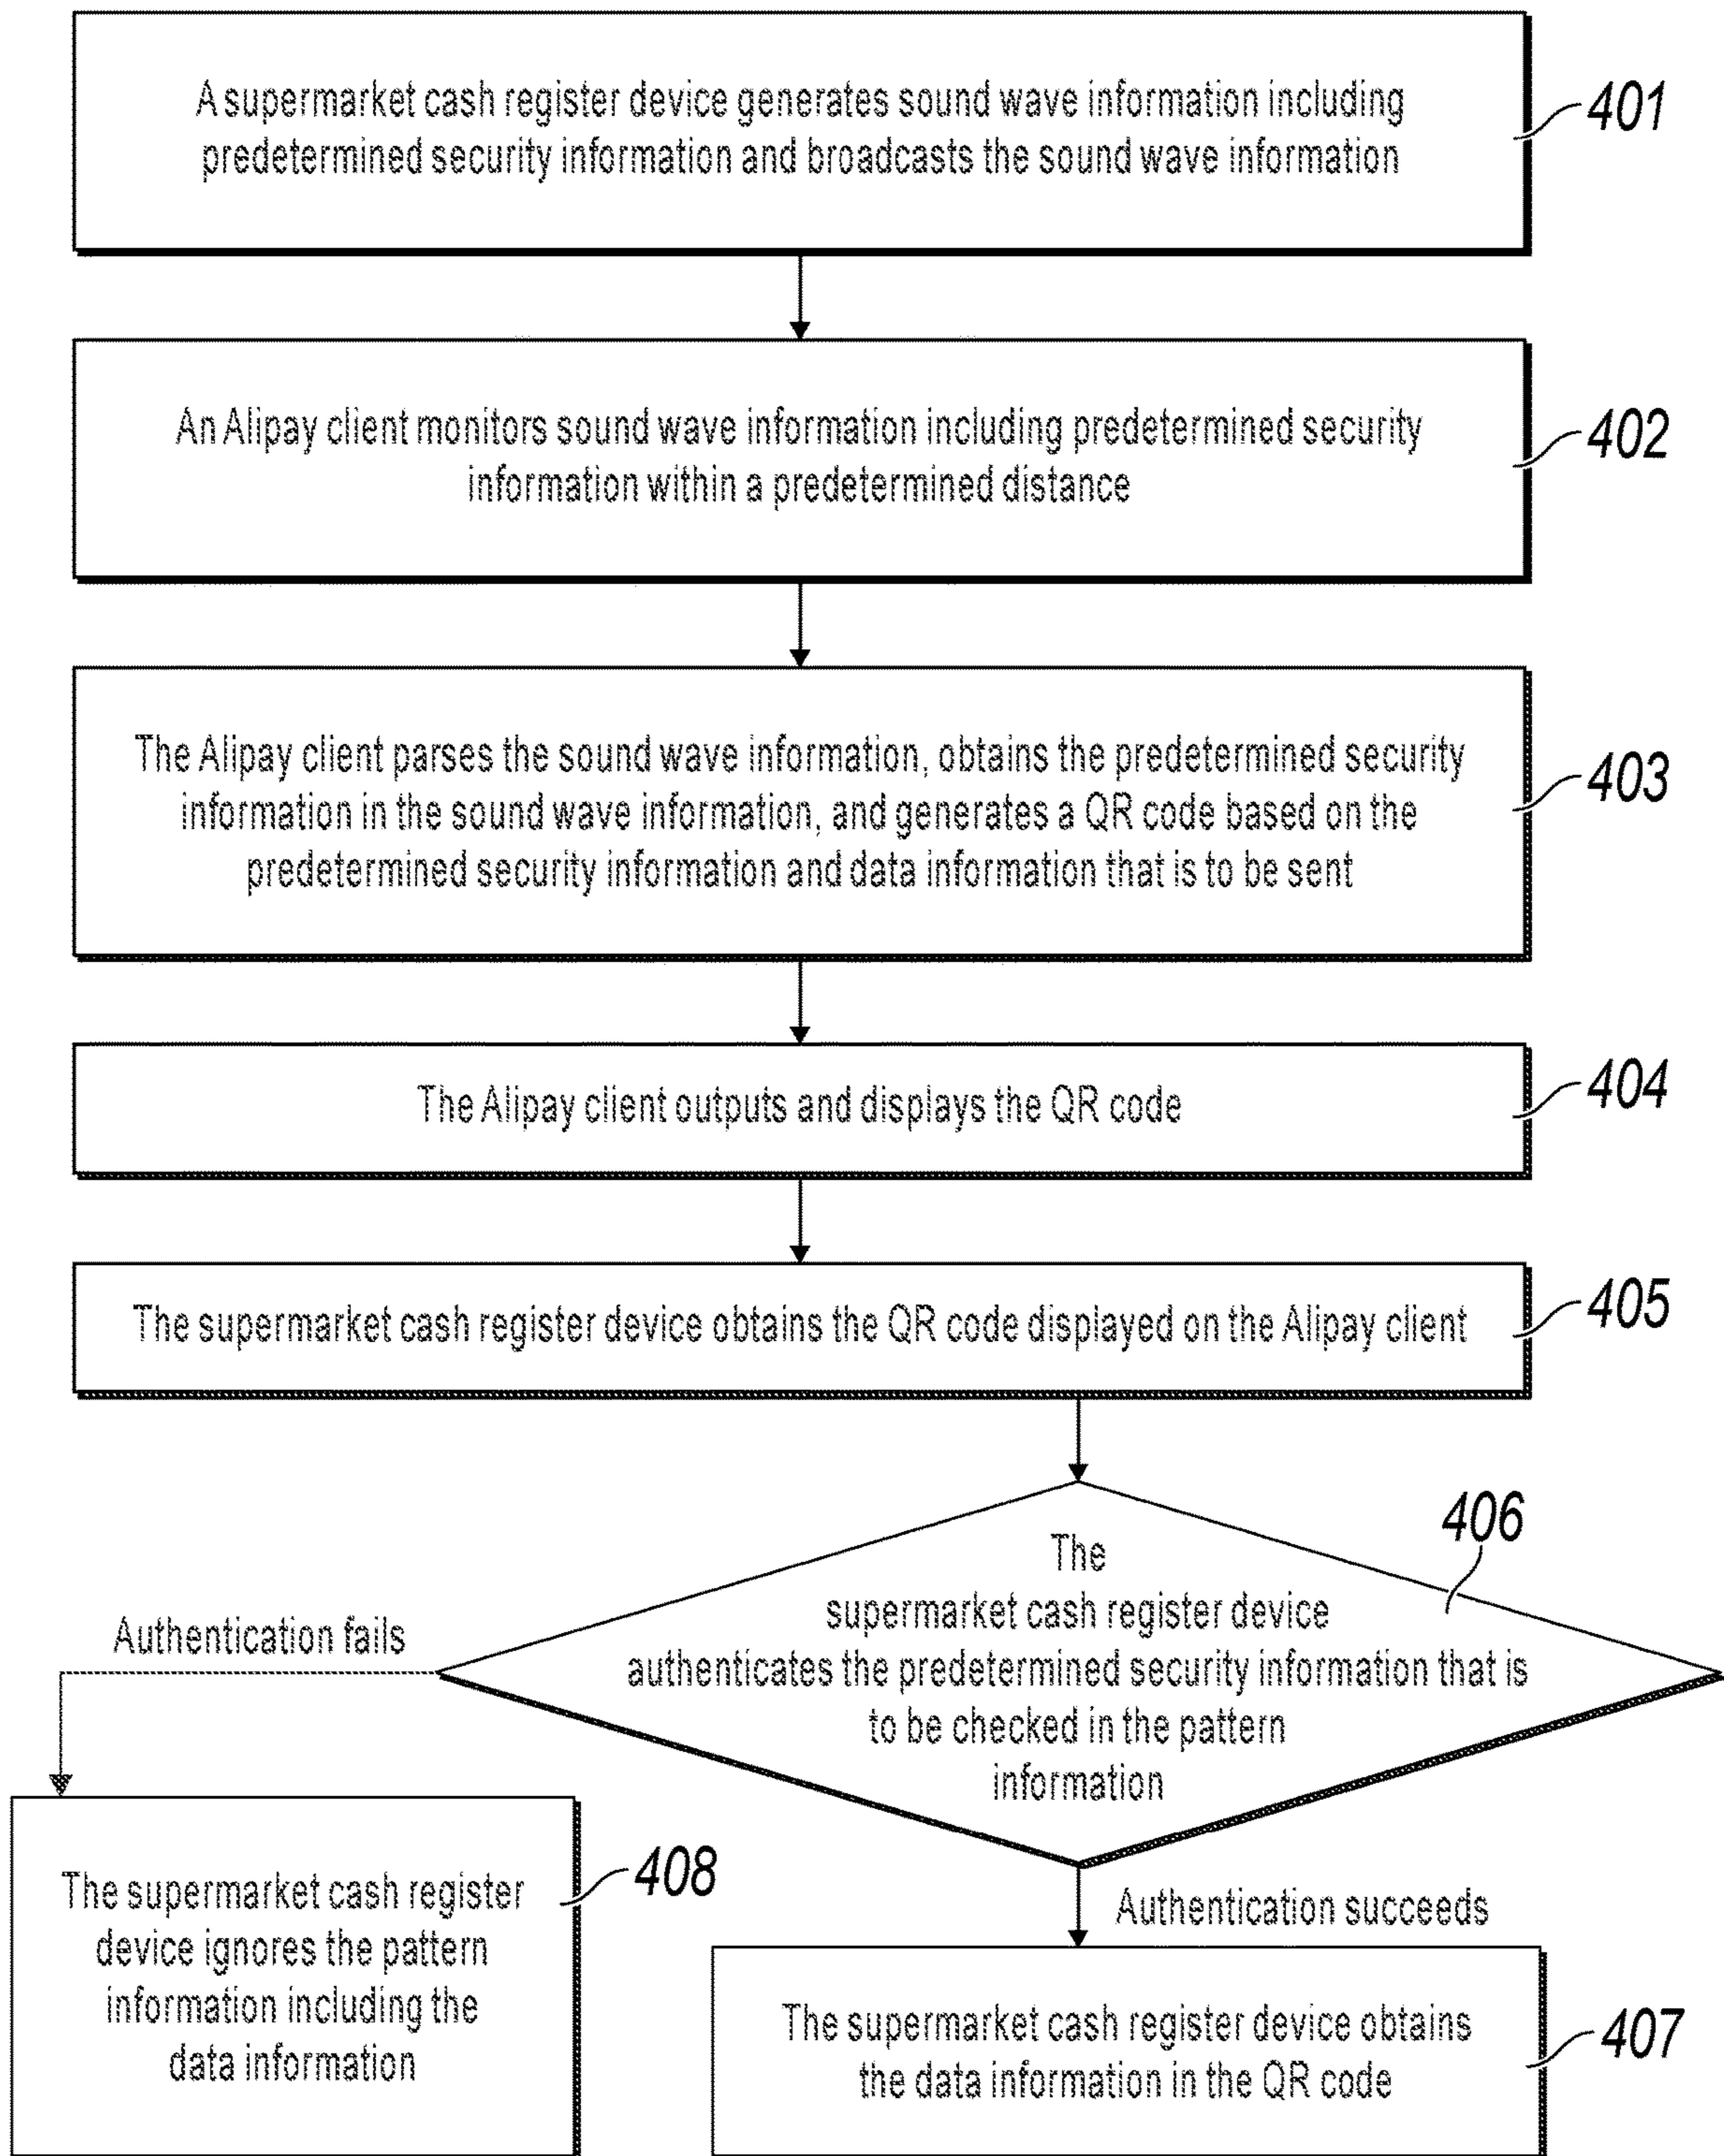 A supermarket cash register device generates sound wave information including
predetermined security information and broadcasts the sound wave information
401
An Alipay client monitors sound wave information including predetermined security
information within a predetermined distance
402
The Alipay client parses the sound wave information, obtains the predetermined security
information in the sound wave information, and generates a QR code based on the
predetermined security information and data information that is to be sent
403
The Alipay client outputs and displays the QR code
404
The supermarket cash register device obtains the QR code displayed on the Alipay client
405
406
The
supermarket cash register device
authenticates the predetermined security information that is
to be checked in the pattern
information
Authentication fails
The supermarket cash register
device ignores the pattern
information including the
data information
408
Authentication succeeds
The supermarket cash register device obtains
the data information in the QR code
407